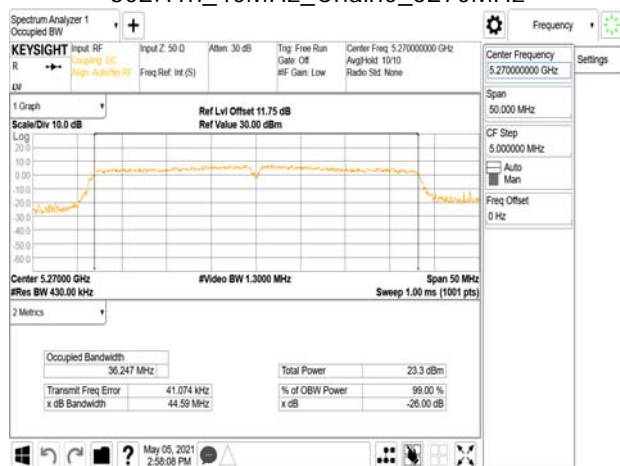 Spectrum Analyzer 1
Occupied BW
Frequency
KEYSIGHT Input: RF Input Z: 50 Ω Atten: 30 dB Trig: Free Run Center Freq: 5.270000000 GHz
R Coupling: DC Gate: Off Avg|Hold: 10/10
Align: Auto/No RF Freq Ref: Int (S) #IF Gain: Low Radio Std: None
Center Frequency
5.270000000 GHz
Settings
Span
50.000 MHz
CF Step
5.000000 MHz
Auto
Man
Freq Offset
0 Hz
1 Graph
Ref Lvl Offset 11.75 dB
Scale/Div 10.0 dB Ref Value 30.00 dBm
Log
20.0
10.0
0.00
-10.0
-20.0
-30.0
-40.0
-50.0
-60.0
Center 5.27000 GHz #Video BW 1.3000 MHz Span 50 MHz
#Res BW 430.00 kHz Sweep 1.00 ms (1001 pts)
2 Metrics
Occupied Bandwidth
36.247 MHz Total Power 23.3 dBm
Transmit Freq Error 41.074 kHz % of OBW Power 99.00 %
x dB Bandwidth 44.59 MHz x dB -26.00 dB
?
May 05, 2021
2:58:08 PM